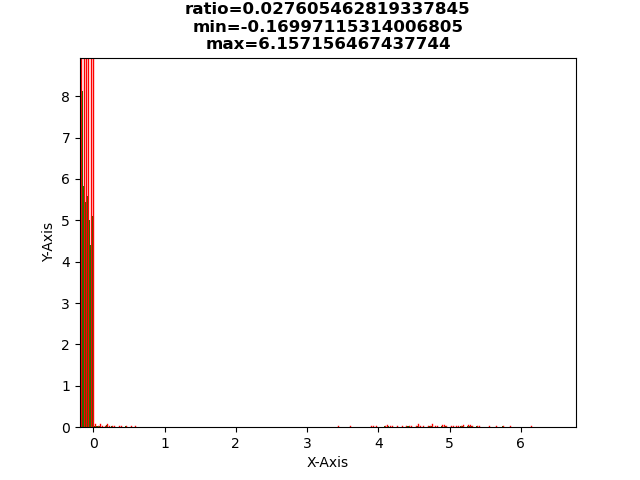 ratio=0.027605462819337845
min=-0.16997115314006805
max=6.157156467437744
8
7
6
5
4
3
2
1
0
Y-Axis
0 1 2 3 4 5 6
X-Axis